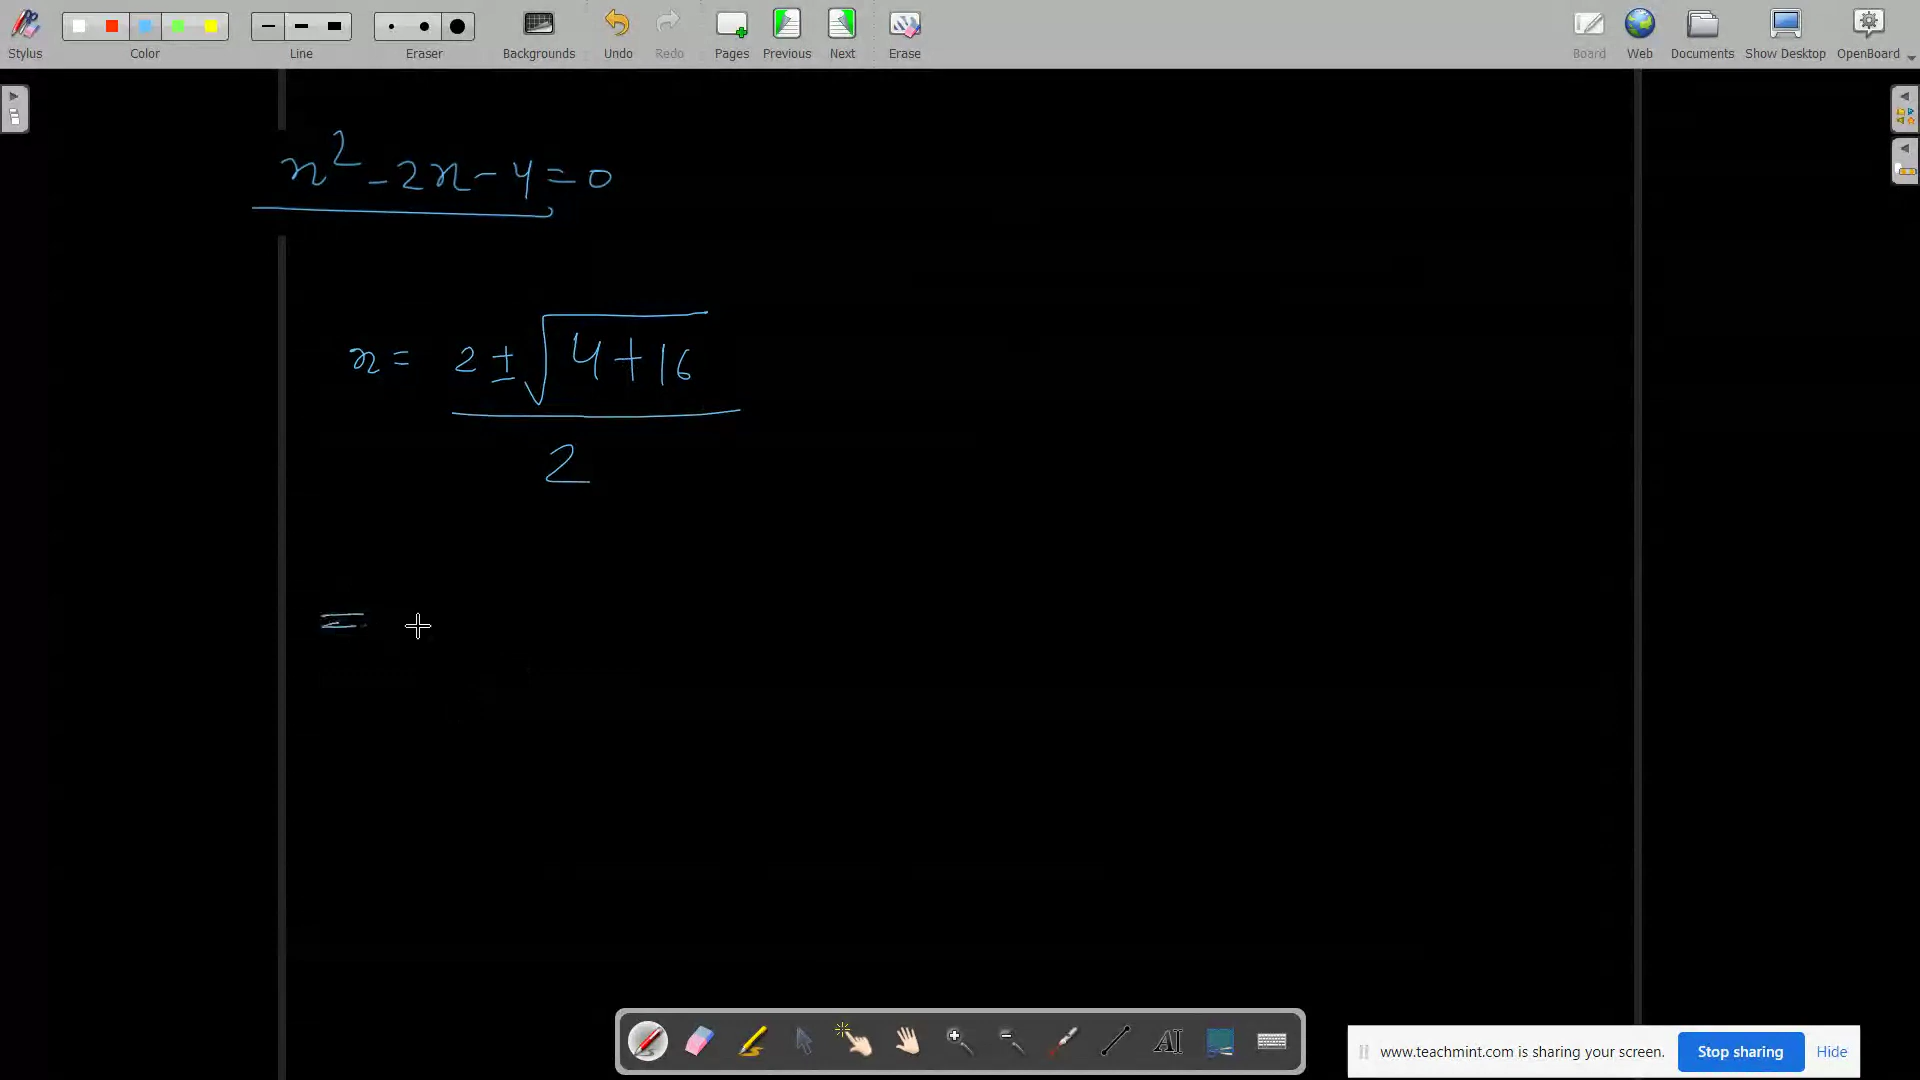 Stylus
Color
Line
Eraser
Backgrounds
Undo
Redo
Pages
Previous
Next
Erase
Board
Web
Documents
Show Desktop
OpenBoard
x² - 2x - 4 = 0
x = (2 ± √(4 + 16)) / 2
=
AI
www.teachmint.com is sharing your screen.
Stop sharing
Hide